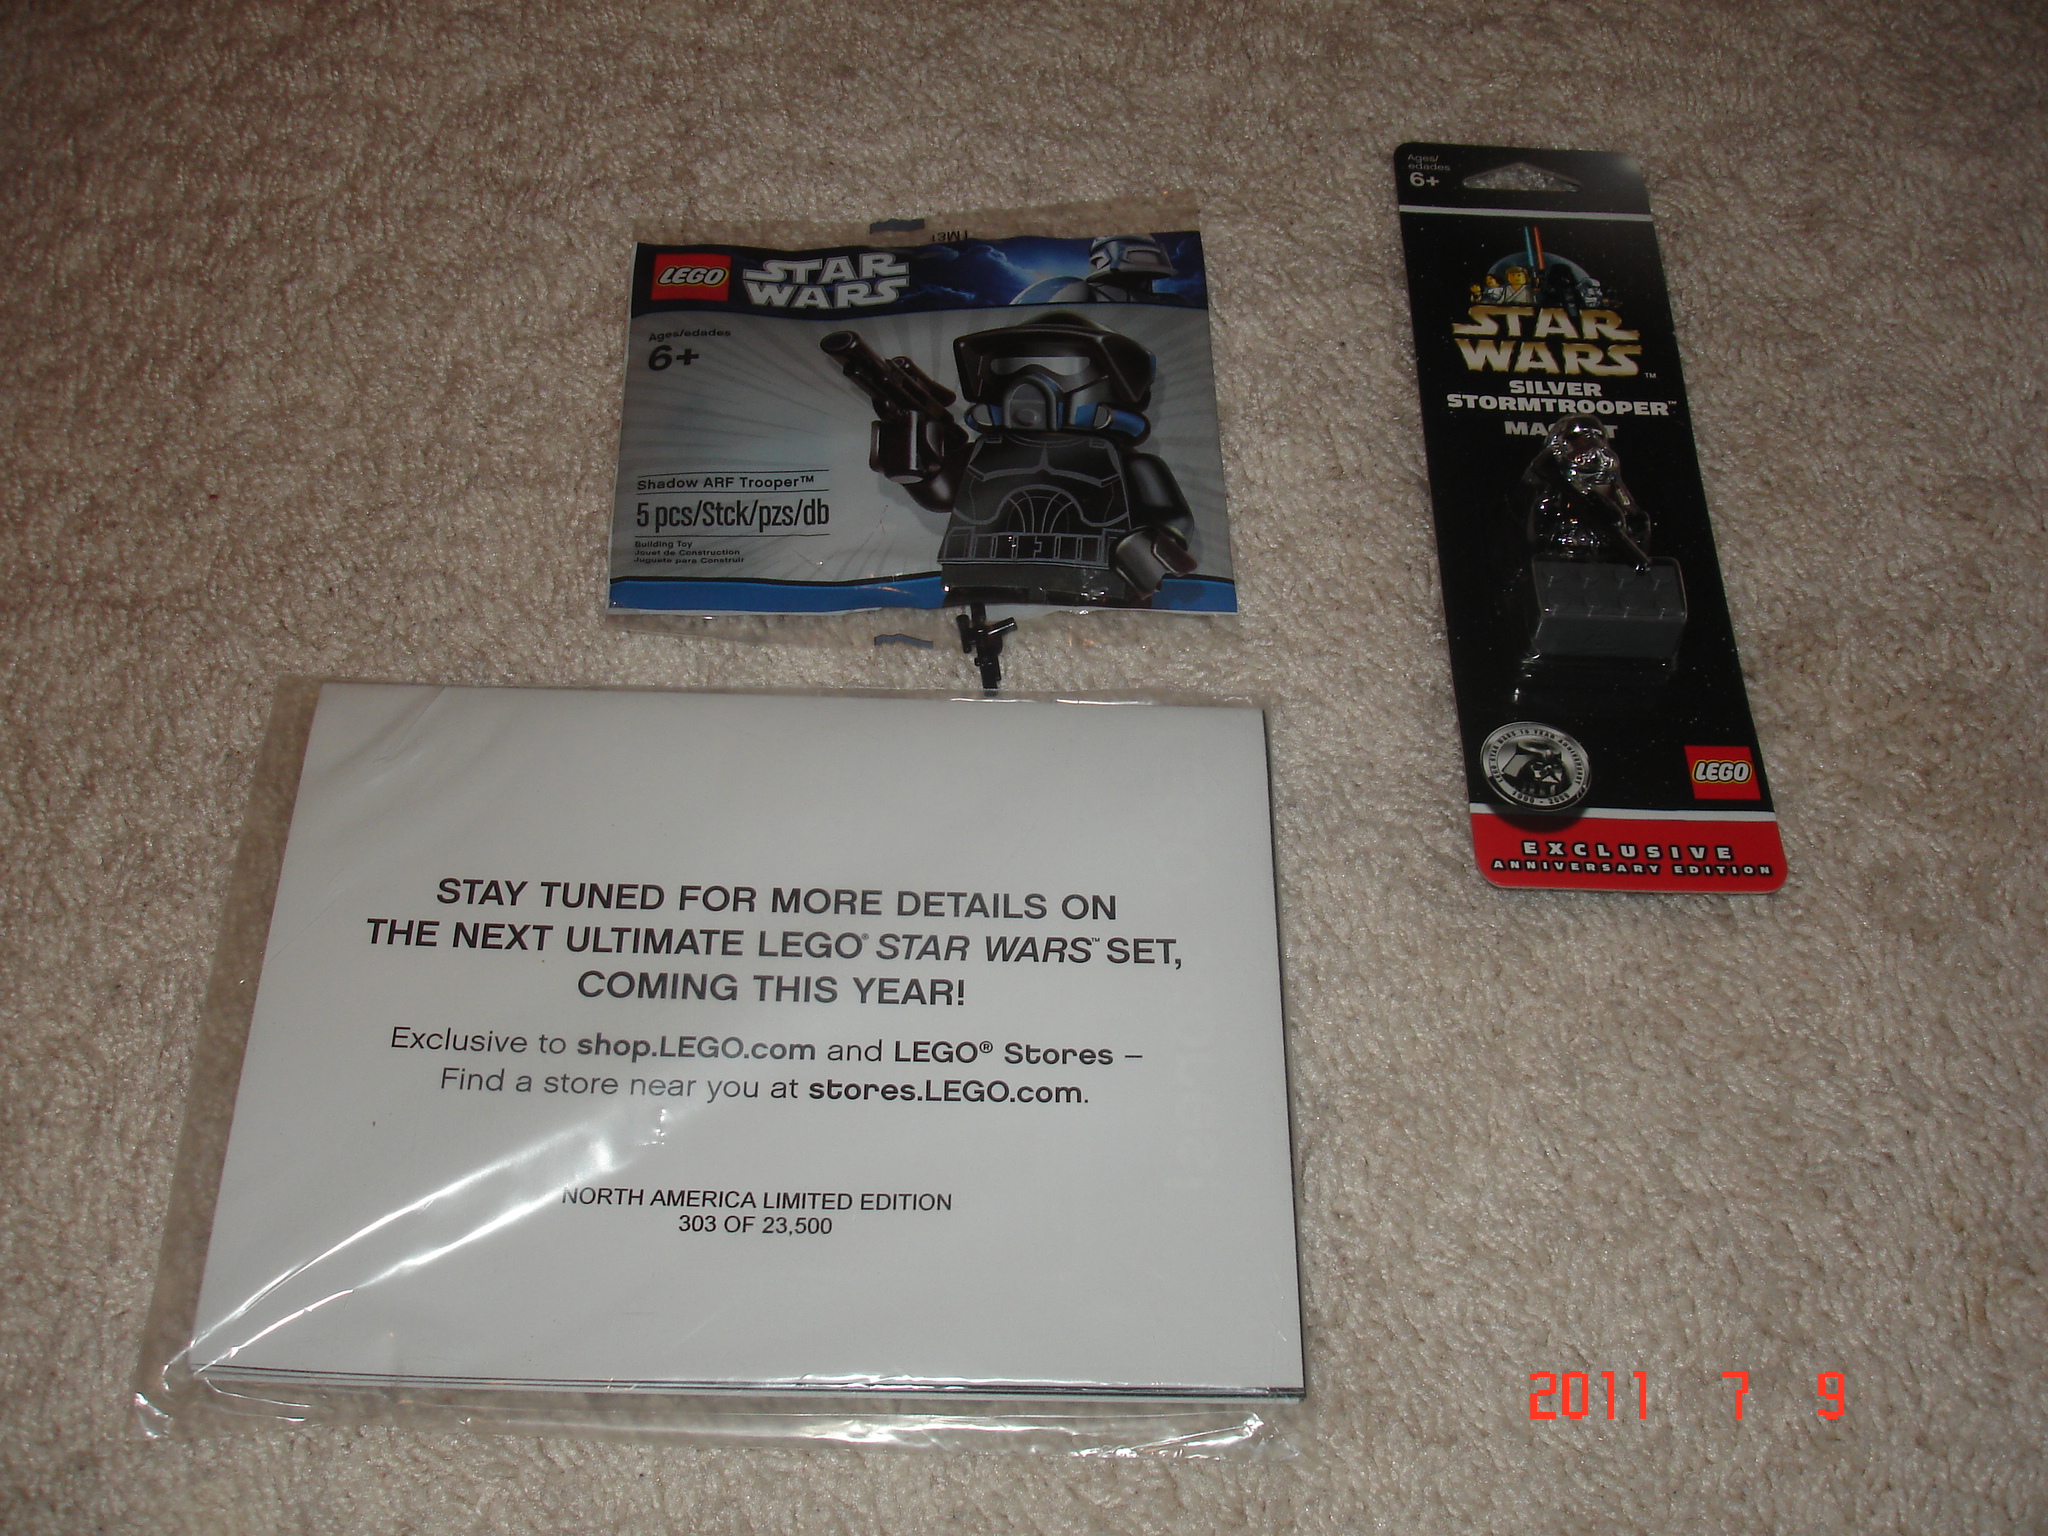 LEGO
STAR
WARS
Ages/edades
6+
Shadow ARF Trooper™
5 pcs/Stck/pzs/db
Building Toy
Jouet de Construction
Juguete para Construir
Ages/
edades
6+
STAR
WARS™
SILVER
STORMTROOPER™
LEGO
EXCLUSIVE
ANNIVERSARY EDITION
STAY TUNED FOR MORE DETAILS ON
THE NEXT ULTIMATE LEGO® STAR WARS™ SET,
COMING THIS YEAR!
Exclusive to shop.LEGO.com and LEGO® Stores –
Find a store near you at stores.LEGO.com.
NORTH AMERICA LIMITED EDITION
303 OF 23,500
2011 7 9